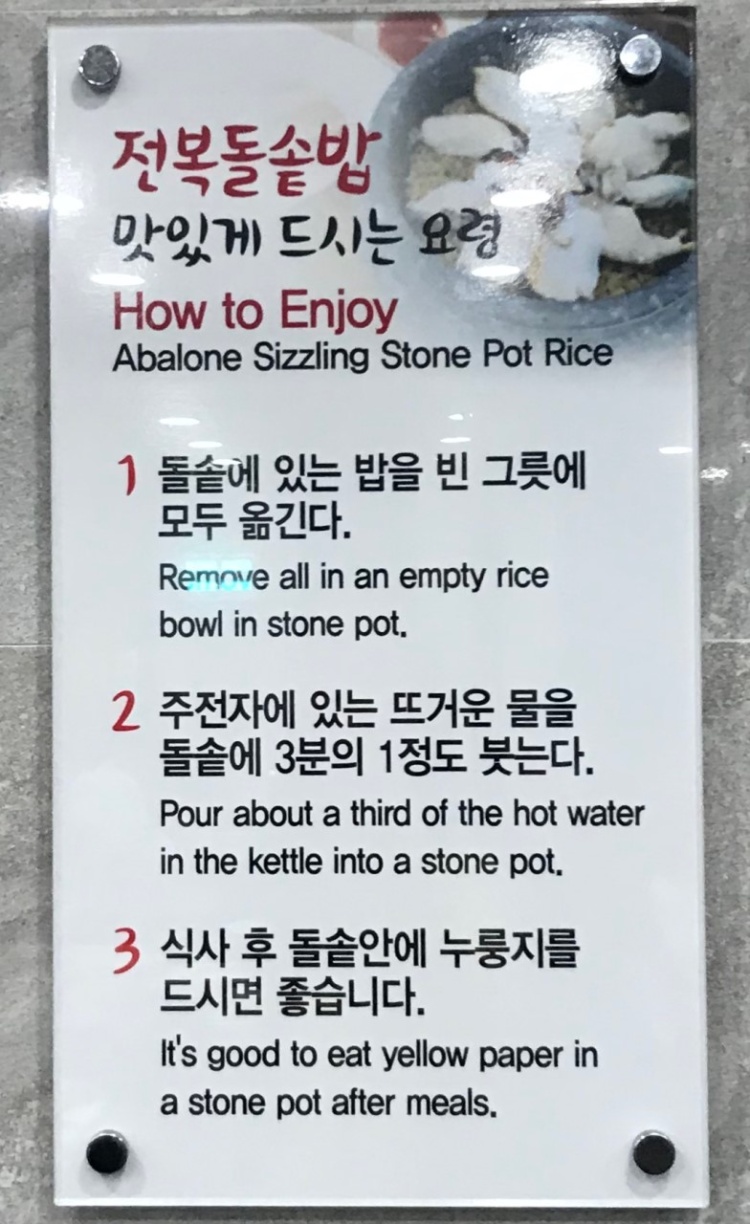 전복돌솥밥
맛있게 드시는 요령
How to Enjoy
Abalone Sizzling Stone Pot Rice
1 돌솥에 있는 밥을 빈 그릇에
모두 옮긴다.
Remove all in an empty rice
bowl in stone pot.
2 주전자에 있는 뜨거운 물을
돌솥에 3분의 1정도 붓는다.
Pour about a third of the hot water
in the kettle into a stone pot.
3 식사 후 돌솥안에 누룽지를
드시면 좋습니다.
It's good to eat yellow paper in
a stone pot after meals.